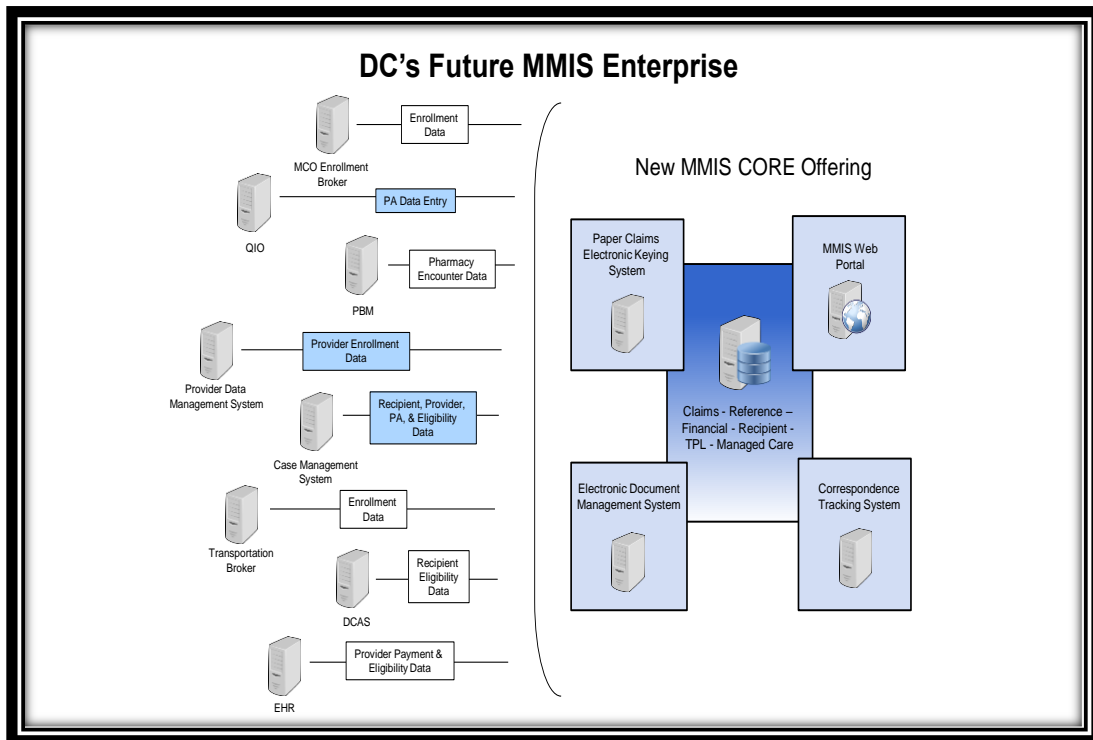 DC's Future MMIS Enterprise
Enrollment
Data
MCO Enrollment
Broker
PA Data Entry
QIO
Pharmacy
Encounter Data
PBM
Provider Enrollment
Data
Provider Data
Management System
Recipient, Provider,
PA, & Eligibility
Data
Case Management
System
Enrollment
Data
Transportation
Broker
Recipient
Eligibility
Data
DCAS
Provider Payment &
Eligibility Data
EHR
New MMIS CORE Offering
Paper Claims
Electronic Keying
System
MMIS Web
Portal
Claims - Reference –
Financial - Recipient -
TPL - Managed Care
Electronic Document
Management System
Correspondence
Tracking System